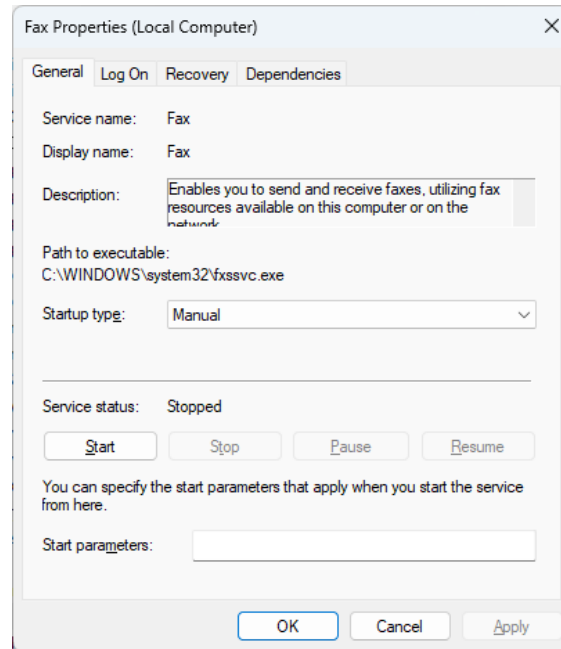 Fax Properties (Local Computer)
General Log On Recovery Dependencies
Service name: Fax
Display name: Fax
Description: Enables you to send and receive faxes, utilizing fax
resources available on this computer or on the
network
Path to executable:
C:\WINDOWS\system32\fxssvc.exe
Startup type: Manual
Service status: Stopped
Start Stop Pause Resume
You can specify the start parameters that apply when you start the service
from here.
Start parameters:
OK Cancel Apply